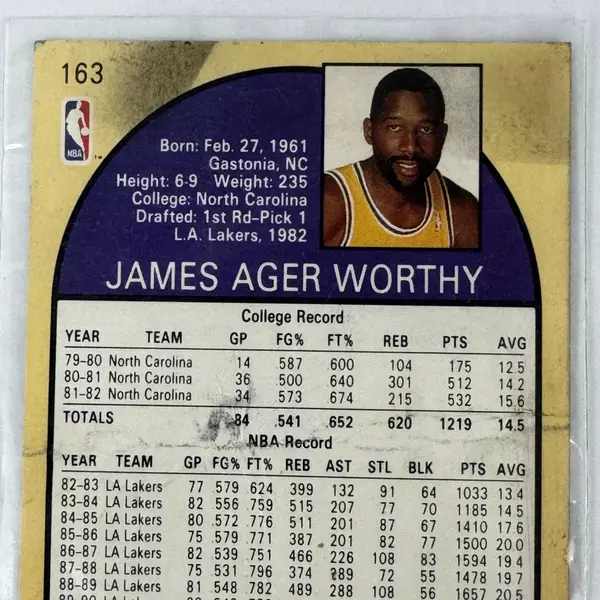 163
NBA
TM
Born: Feb. 27, 1961
Gastonia, NC
Height: 6-9 Weight: 235
College: North Carolina
Drafted: 1st Rd-Pick 1
L.A. Lakers, 1982
JAMES AGER WORTHY
College Record
YEAR TEAM GP FG% FT% REB PTS AVG
79-80 North Carolina 14 .587 .600 104 175 12.5
80-81 North Carolina 36 .500 .640 301 512 14.2
81-82 North Carolina 34 .573 .674 215 532 15.6
TOTALS 84 .541 .652 620 1219 14.5
NBA Record
YEAR TEAM GP FG% FT% REB AST STL BLK PTS AVG
82-83 LA Lakers 77 .579 .624 399 132 91 64 1033 13.4
83-84 LA Lakers 82 .556 .759 515 207 77 70 1185 14.5
84-85 LA Lakers 80 .572 .776 511 201 87 67 1410 17.6
85-86 LA Lakers 75 .579 .771 387 201 82 77 1500 20.0
86-87 LA Lakers 82 .539 .751 466 226 108 83 1594 19.4
87-88 LA Lakers 75 .531 .796 374 289 72 55 1478 19.7
88-89 LA Lakers 81 .548 .782 489 288 108 56 1657 20.5